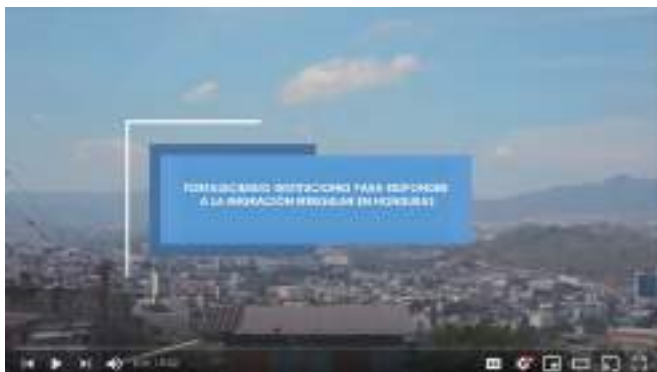 FORTALECIENDO INSTITUCIONES PARA RESPONDER
A LA MIGRACIÓN IRREGULAR EN HONDURAS